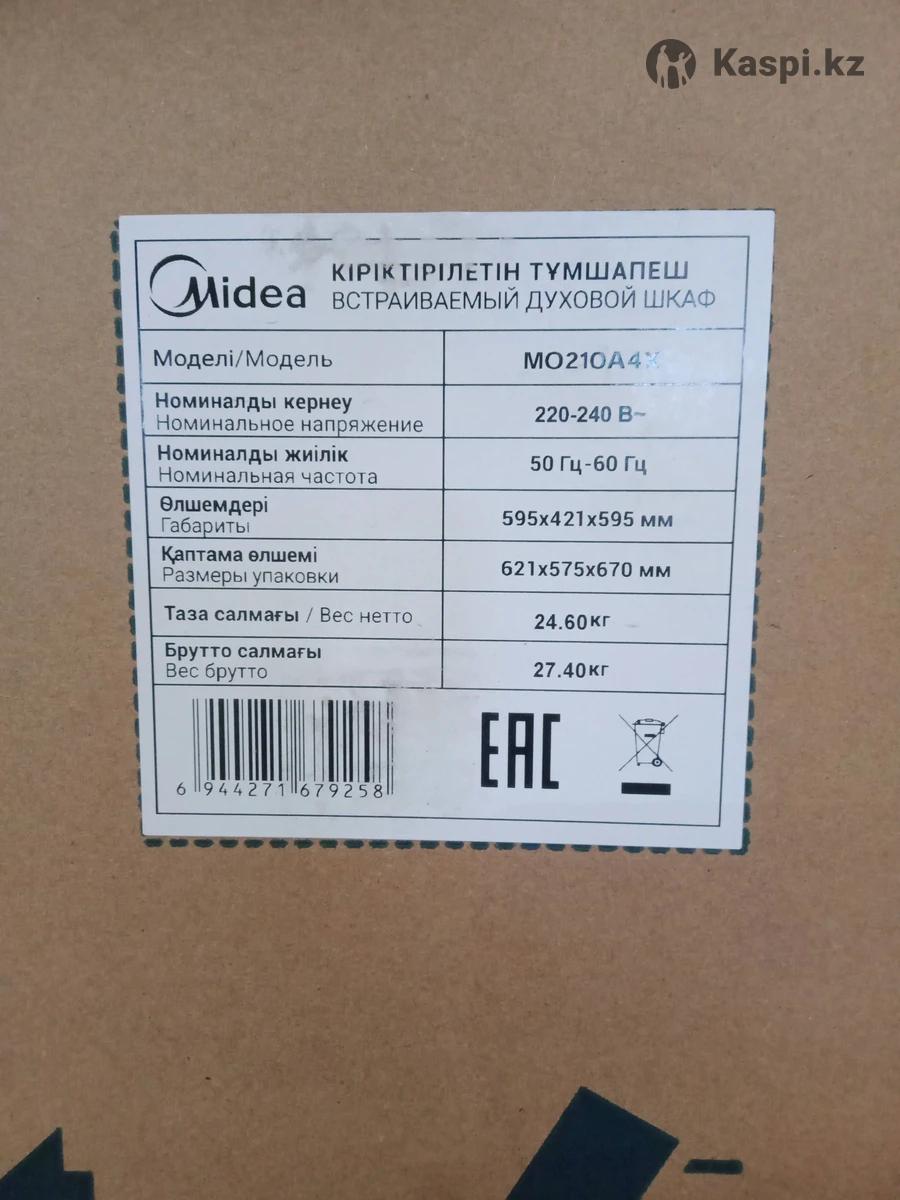 Kaspi.kz
Midea
КІРІКТІРІЛЕТІН ТҰМШАПЕШ
ВСТРАИВАЕМЫЙ ДУХОВОЙ ШКАФ
Моделі/Модель
MO210A4X
Номиналды кернеу
Номинальное напряжение
220-240 В~
Номиналды жиілік
Номинальная частота
50 Гц-60 Гц
Өлшемдері
Габариты
595x421x595 мм
Қаптама өлшемі
Размеры упаковки
621x575x670 мм
Таза салмағы / Вес нетто
24.60кг
Брутто салмағы
Вес брутто
27.40кг
6 944271 679258
EAC